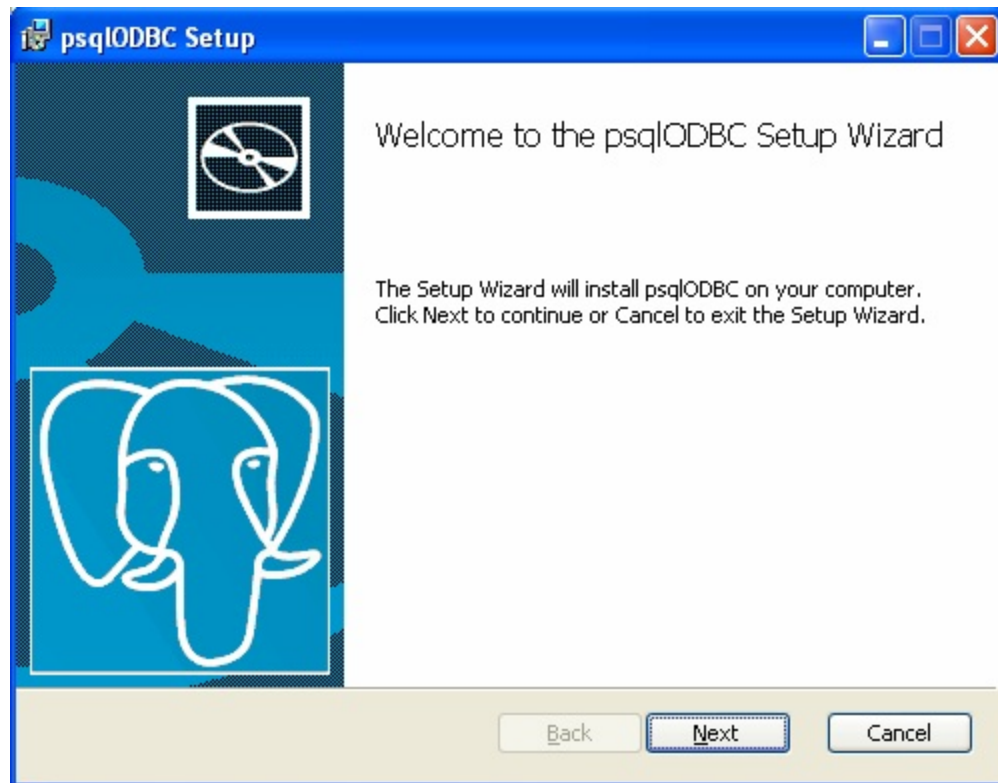 psqlODBC Setup
Welcome to the psqlODBC Setup Wizard
The Setup Wizard will install psqlODBC on your computer.
Click Next to continue or Cancel to exit the Setup Wizard.
Back
Next
Cancel